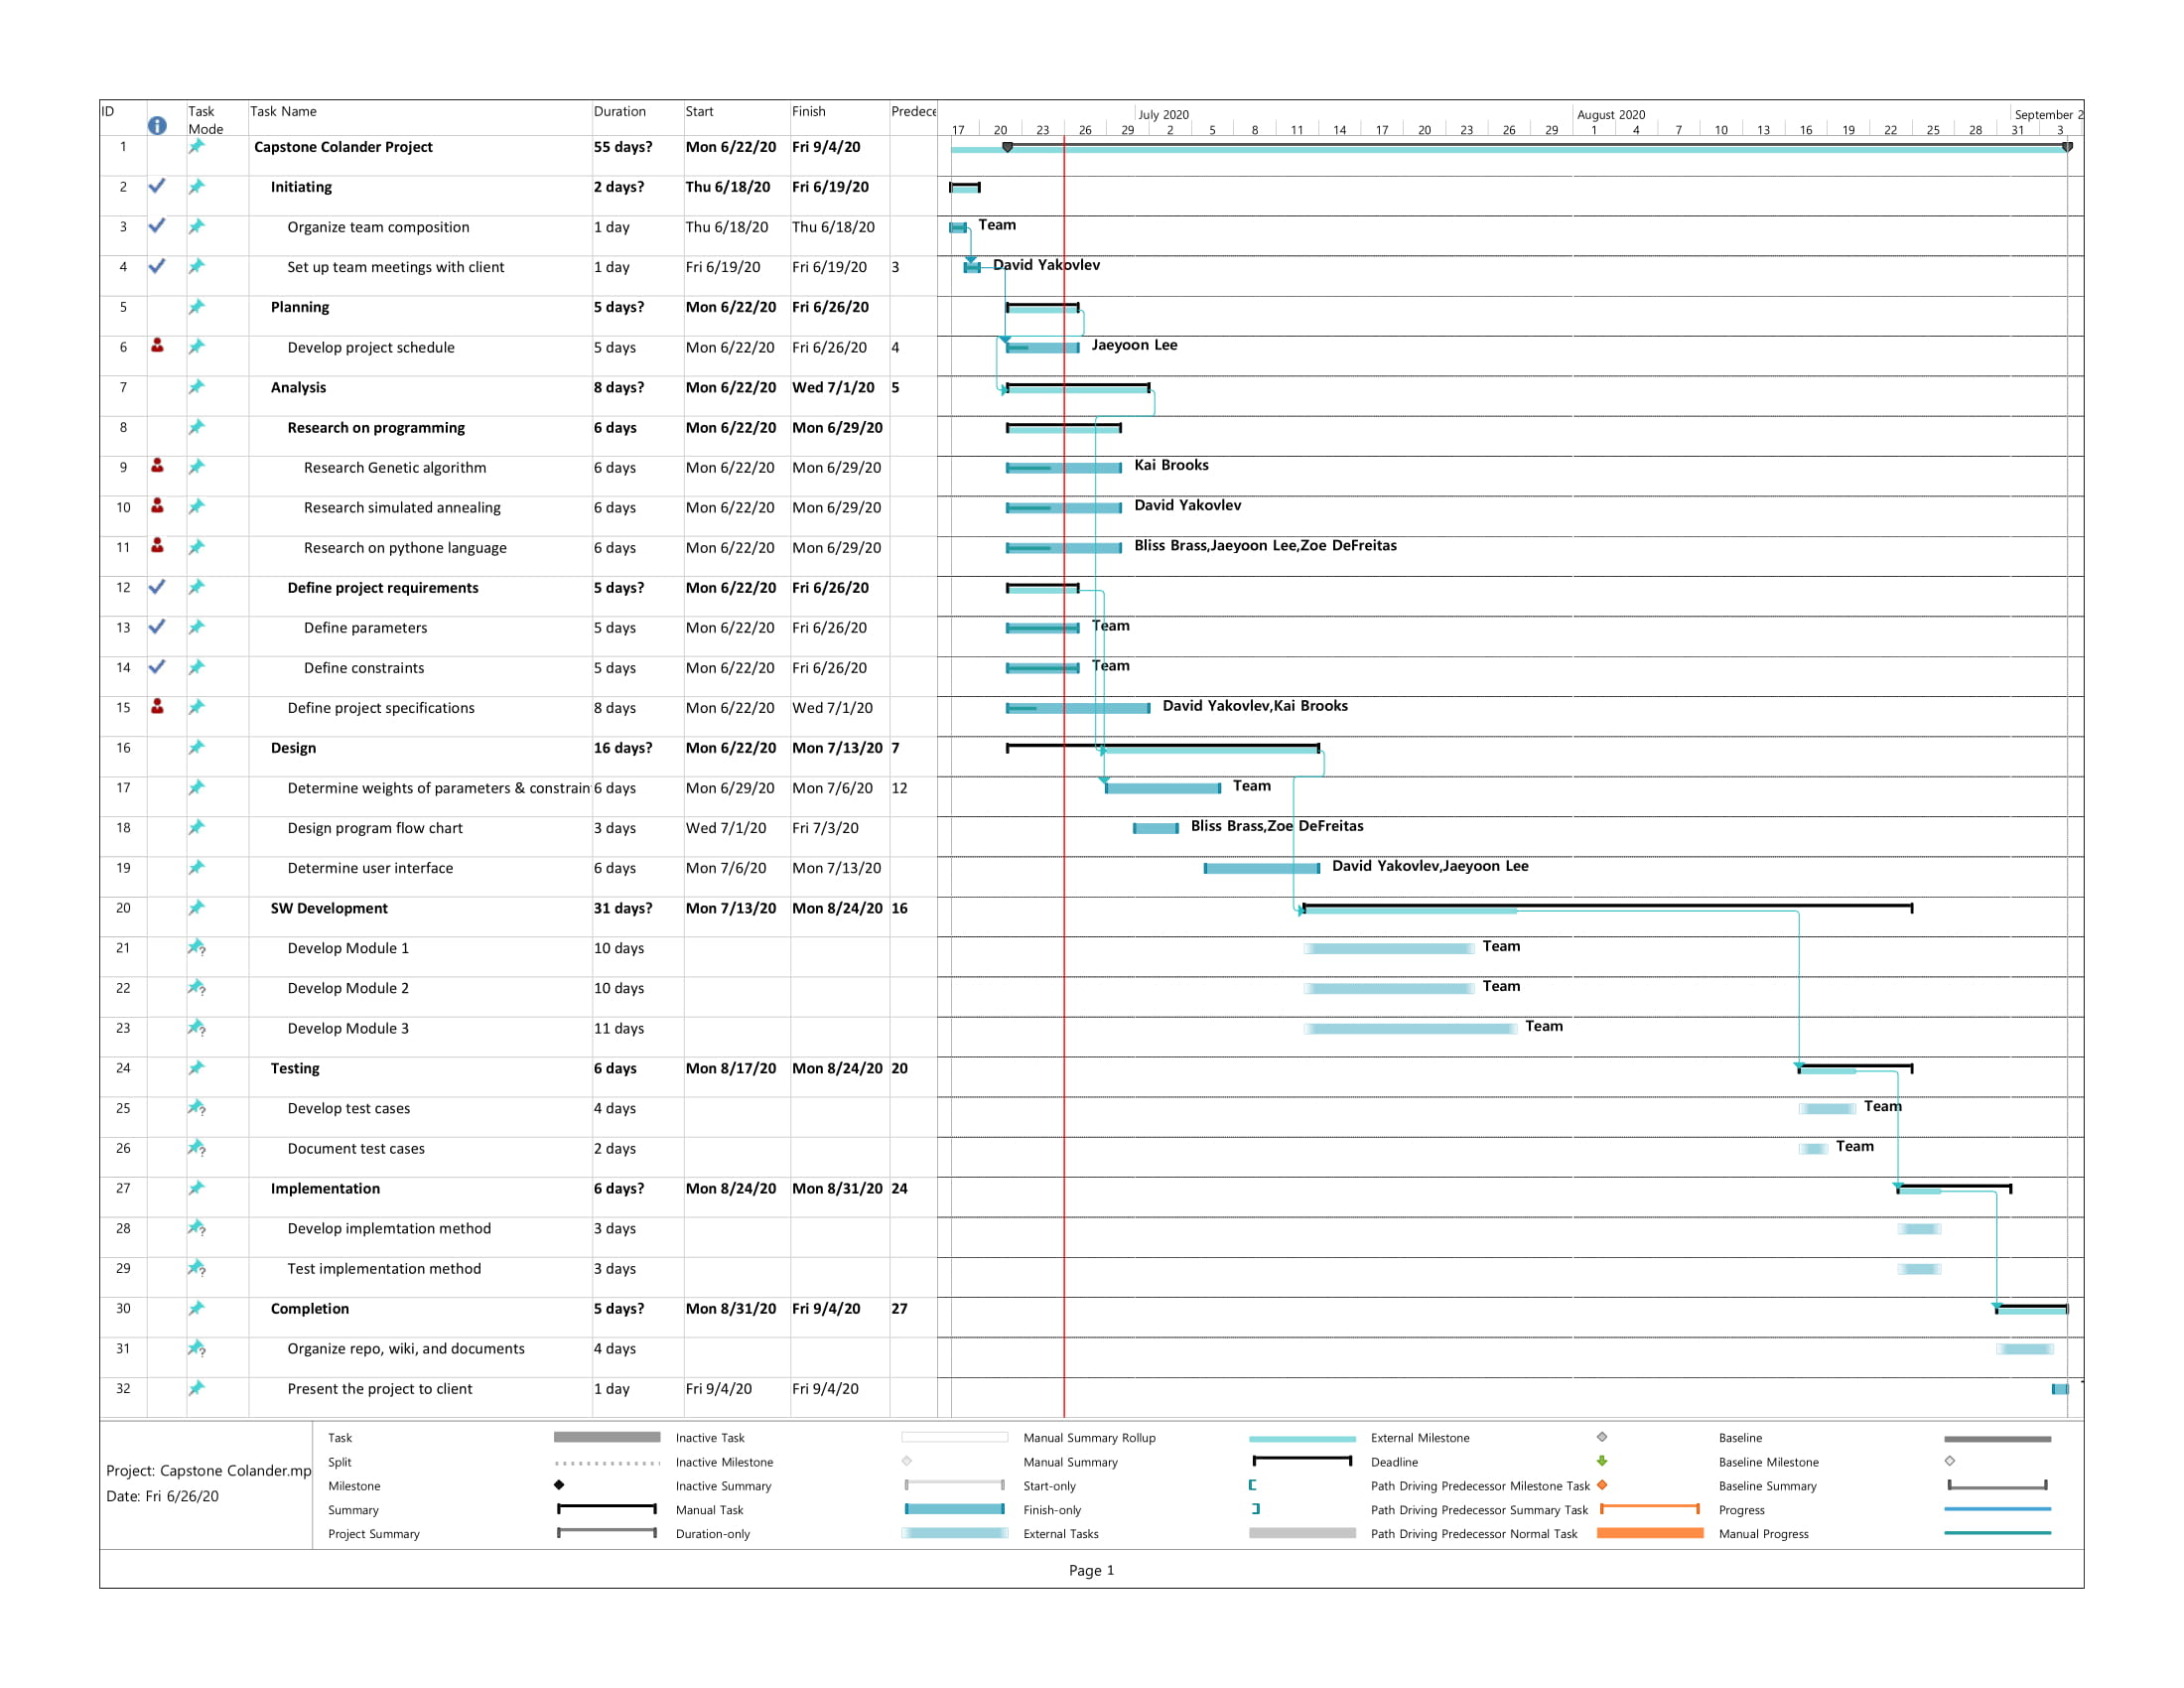 ID Task Mode Task Name Duration Start Finish Predece
July 2020 August 2020 September 2
17 20 23 26 29 2 5 8 11 14 17 20 23 26 29 1 4 7 10 13 16 19 22 25 28 31 3
1 Capstone Colander Project 55 days? Mon 6/22/20 Fri 9/4/20
2 Initiating 2 days? Thu 6/18/20 Fri 6/19/20
3 Organize team composition 1 day Thu 6/18/20 Thu 6/18/20 Team
4 Set up team meetings with client 1 day Fri 6/19/20 Fri 6/19/20 3 David Yakovlev
5 Planning 5 days? Mon 6/22/20 Fri 6/26/20
6 Develop project schedule 5 days Mon 6/22/20 Fri 6/26/20 4 Jaeyoon Lee
7 Analysis 8 days? Mon 6/22/20 Wed 7/1/20 5
8 Research on programming 6 days Mon 6/22/20 Mon 6/29/20
9 Research Genetic algorithm 6 days Mon 6/22/20 Mon 6/29/20 Kai Brooks
10 Research simulated annealing 6 days Mon 6/22/20 Mon 6/29/20 David Yakovlev
11 Research on pythone language 6 days Mon 6/22/20 Mon 6/29/20 Bliss Brass,Jaeyoon Lee,Zoe DeFreitas
12 Define project requirements 5 days? Mon 6/22/20 Fri 6/26/20
13 Define parameters 5 days Mon 6/22/20 Fri 6/26/20 Team
14 Define constraints 5 days Mon 6/22/20 Fri 6/26/20 Team
15 Define project specifications 8 days Mon 6/22/20 Wed 7/1/20 David Yakovlev,Kai Brooks
16 Design 16 days? Mon 6/22/20 Mon 7/13/20 7
17 Determine weights of parameters & constrain 6 days Mon 6/29/20 Mon 7/6/20 12 Team
18 Design program flow chart 3 days Wed 7/1/20 Fri 7/3/20 Bliss Brass,Zoe DeFreitas
19 Determine user interface 6 days Mon 7/6/20 Mon 7/13/20 David Yakovlev,Jaeyoon Lee
20 SW Development 31 days? Mon 7/13/20 Mon 8/24/20 16
21 Develop Module 1 10 days Team
22 Develop Module 2 10 days Team
23 Develop Module 3 11 days Team
24 Testing 6 days Mon 8/17/20 Mon 8/24/20 20
25 Develop test cases 4 days Team
26 Document test cases 2 days Team
27 Implementation 6 days? Mon 8/24/20 Mon 8/31/20 24
28 Develop implemtation method 3 days
29 Test implementation method 3 days
30 Completion 5 days? Mon 8/31/20 Fri 9/4/20 27
31 Organize repo, wiki, and documents 4 days
32 Present the project to client 1 day Fri 9/4/20 Fri 9/4/20
Project: Capstone Colander.mp
Date: Fri 6/26/20
Task Inactive Task Manual Summary Rollup External Milestone Baseline
Split Inactive Milestone Manual Summary Deadline Baseline Milestone
Milestone Inactive Summary Start-only Path Driving Predecessor Milestone Task Baseline Summary
Summary Manual Task Finish-only Path Driving Predecessor Summary Task Progress
Project Summary Duration-only External Tasks Path Driving Predecessor Normal Task Manual Progress
Page 1